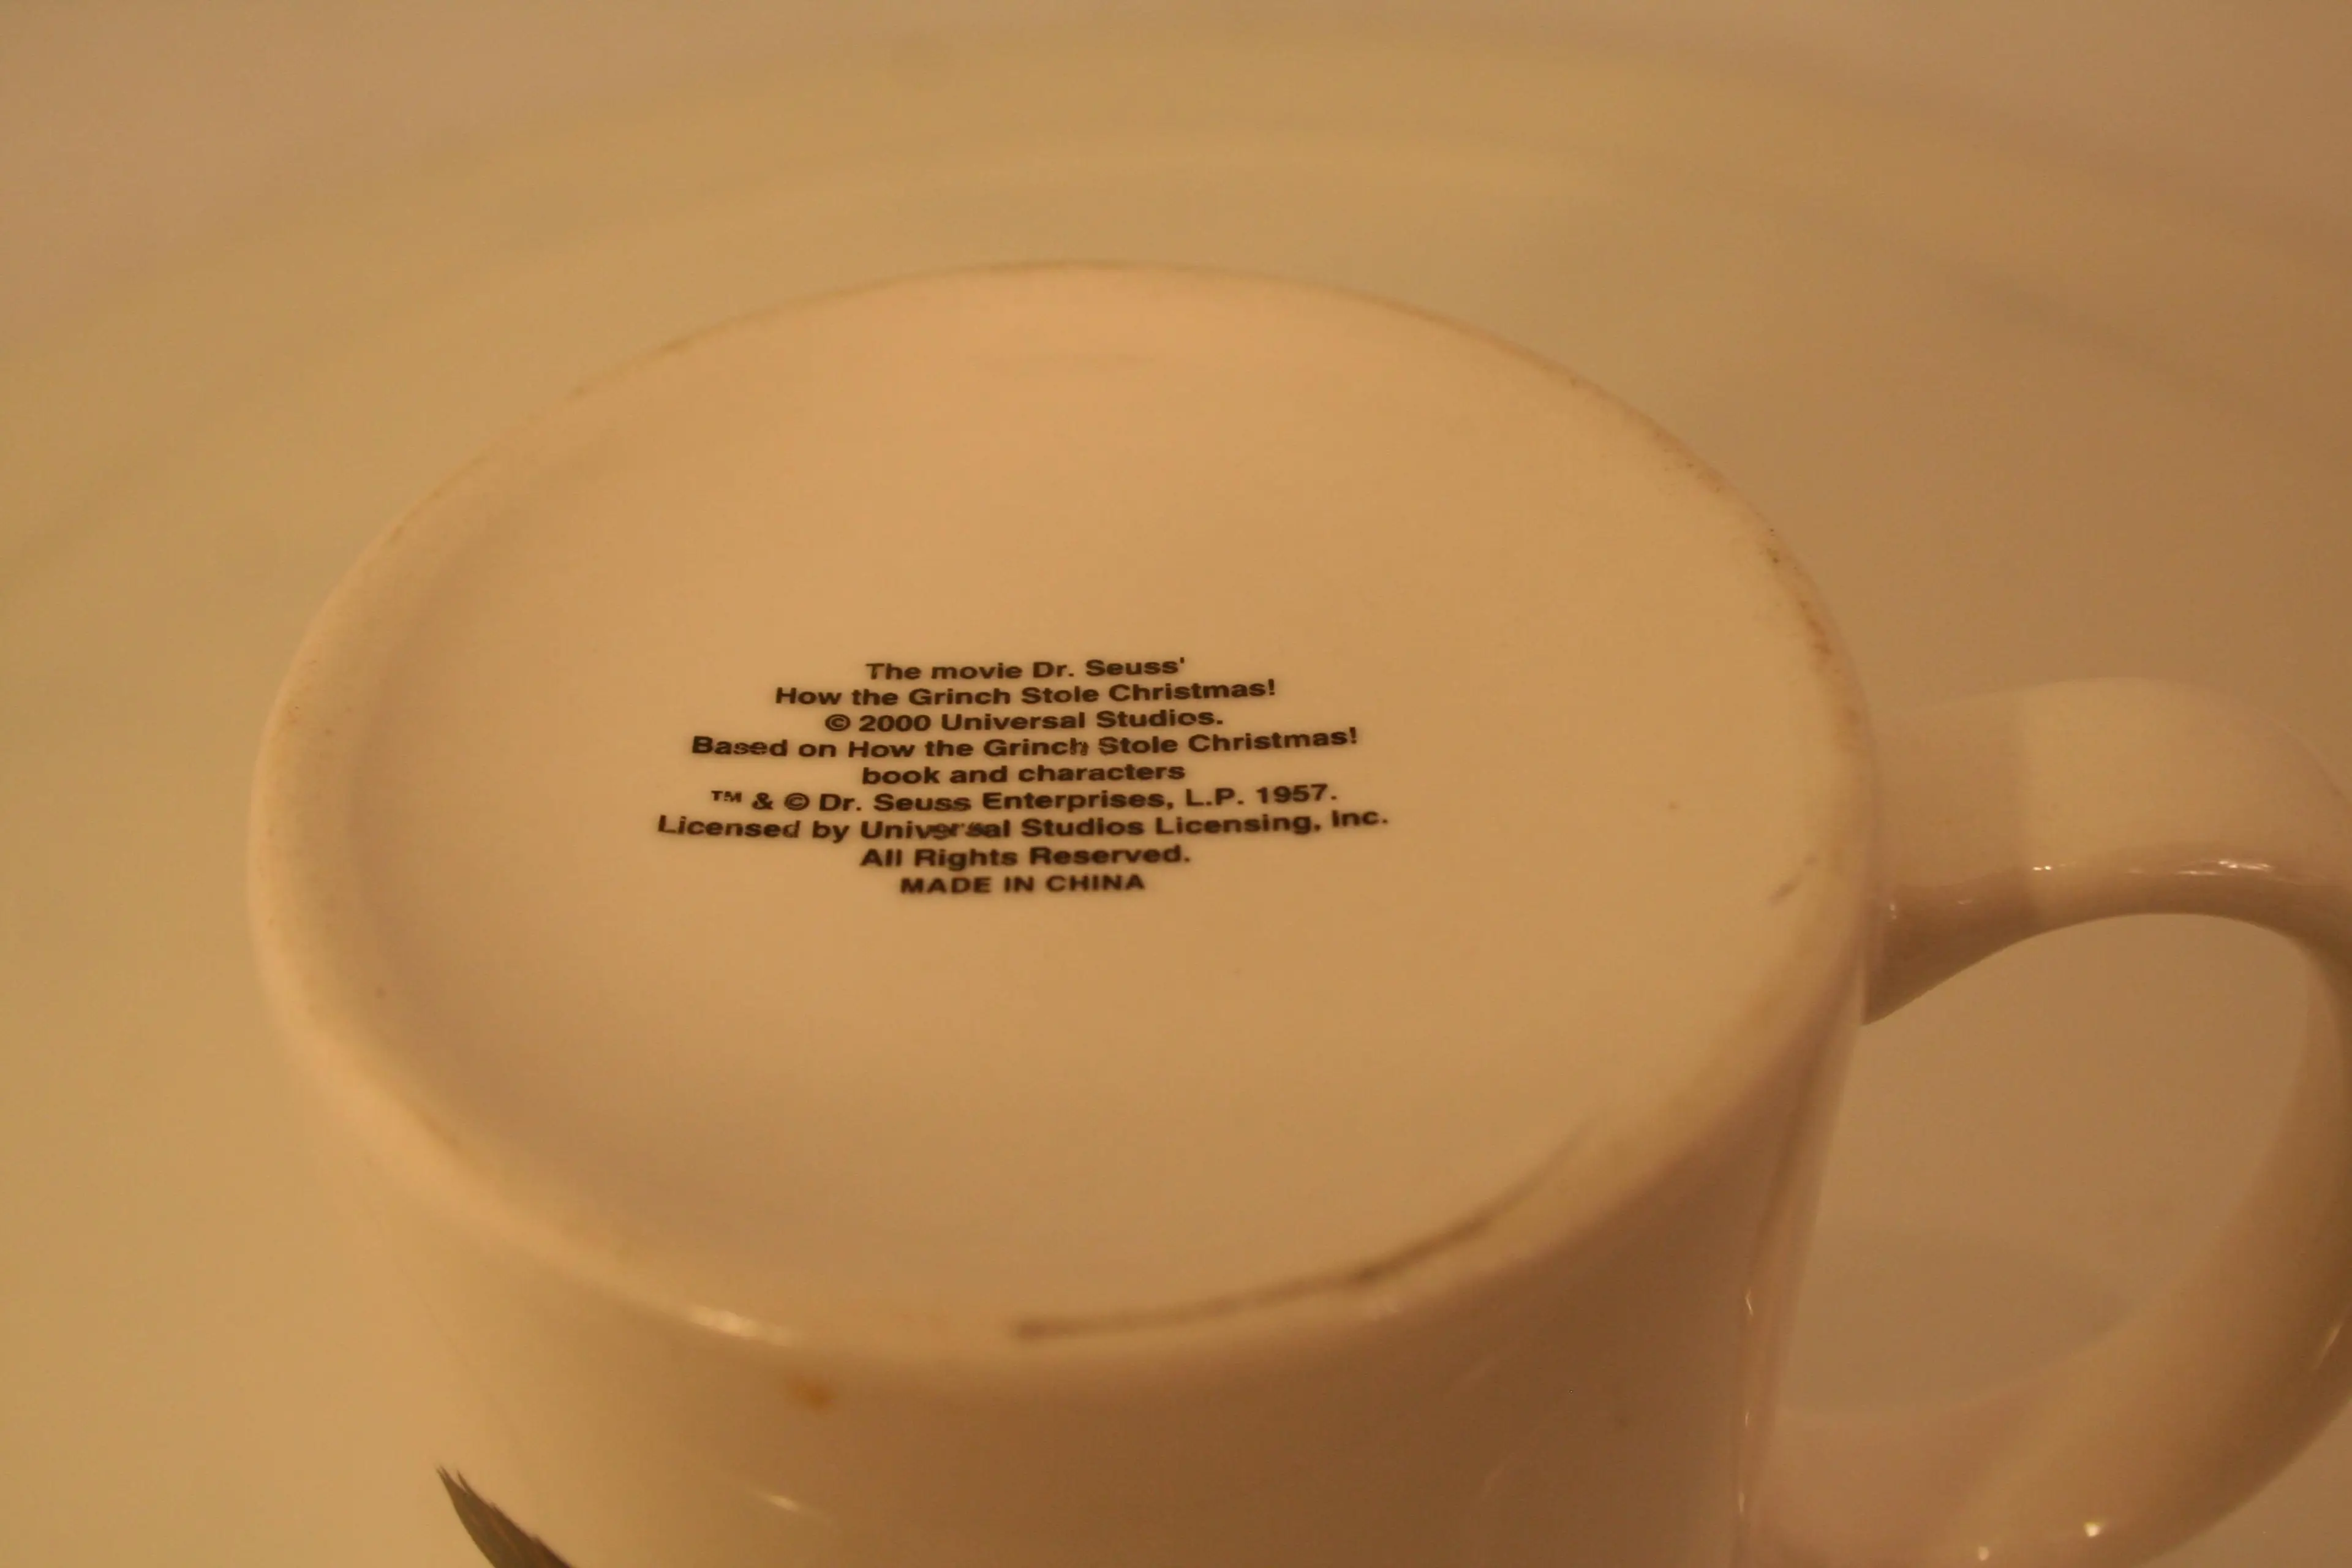 The movie Dr. Seuss'
How the Grinch Stole Christmas!
© 2000 Universal Studios.
Based on How the Grinch Stole Christmas!
book and characters
™ & © Dr. Seuss Enterprises, L.P. 1957.
Licensed by Universal Studios Licensing, Inc.
All Rights Reserved.
MADE IN CHINA